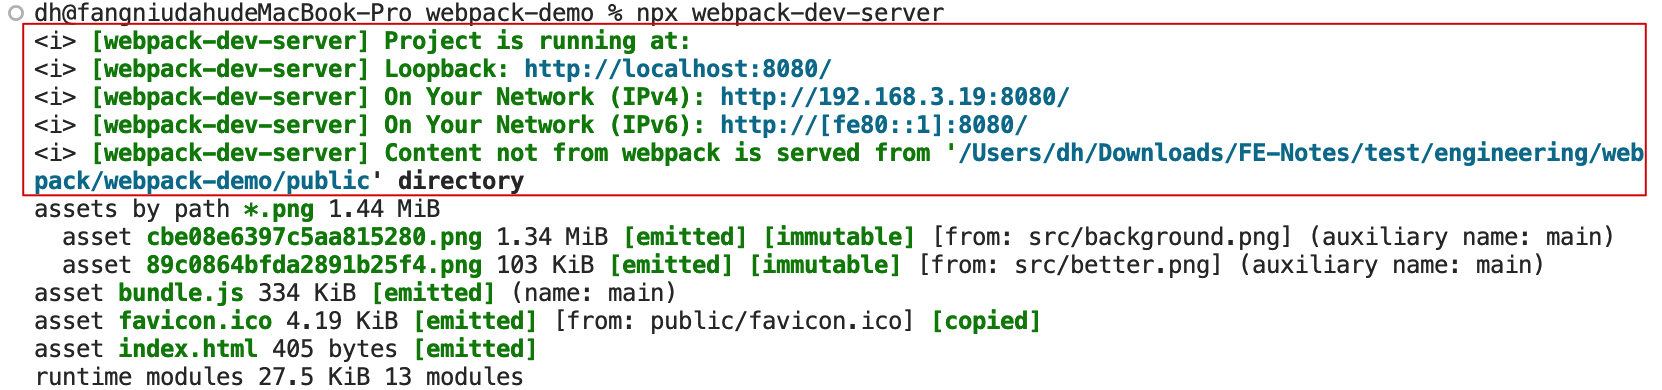 dh@fangniudahudeMacBook-Pro webpack-demo % npx webpack-dev-server
<i> [webpack-dev-server] Project is running at:
<i> [webpack-dev-server] Loopback: http://localhost:8080/
<i> [webpack-dev-server] On Your Network (IPv4): http://192.168.3.19:8080/
<i> [webpack-dev-server] On Your Network (IPv6): http://[fe80::1]:8080/
<i> [webpack-dev-server] Content not from webpack is served from '/Users/dh/Downloads/FE-Notes/test/engineering/web
pack/webpack-demo/public' directory
assets by path *.png 1.44 MiB
  asset cbe08e6397c5aa815280.png 1.34 MiB [emitted] [immutable] [from: src/background.png] (auxiliary name: main)
  asset 89c0864bfda2891b25f4.png 103 KiB [emitted] [immutable] [from: src/better.png] (auxiliary name: main)
asset bundle.js 334 KiB [emitted] (name: main)
asset favicon.ico 4.19 KiB [emitted] [from: public/favicon.ico] [copied]
asset index.html 405 bytes [emitted]
runtime modules 27.5 KiB 13 modules